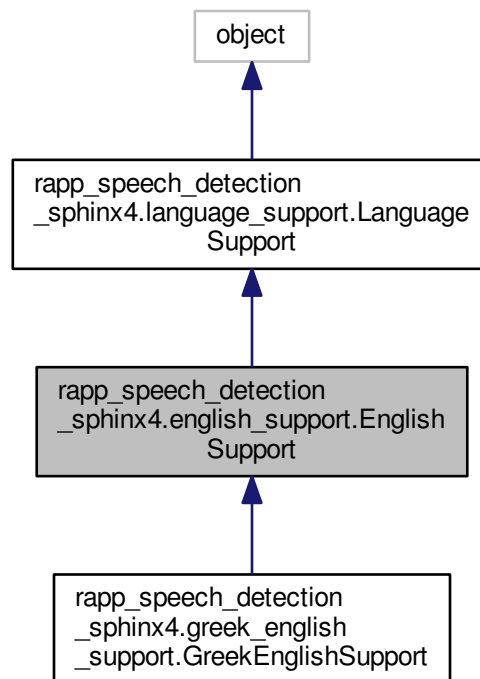 object
rapp_speech_detection
_sphinx4.language_support.Language
Support
rapp_speech_detection
_sphinx4.english_support.English
Support
rapp_speech_detection
_sphinx4.greek_english
_support.GreekEnglishSupport